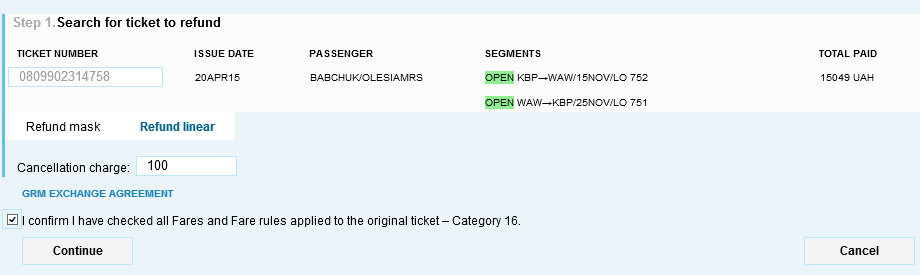 Step 1.Search for ticket to refund
TICKET NUMBER ISSUE DATE PASSENGER SEGMENTS TOTAL PAID
0809902314758 20APR15 BABCHUK/OLESIAMRS OPEN KBP→WAW/15NOV/LO 752 15049 UAH
OPEN WAW→KBP/25NOV/LO 751
Refund mask Refund linear
Cancellation charge: 100
GRM EXCHANGE AGREEMENT
I confirm I have checked all Fares and Fare rules applied to the original ticket – Category 16.
Continue Cancel